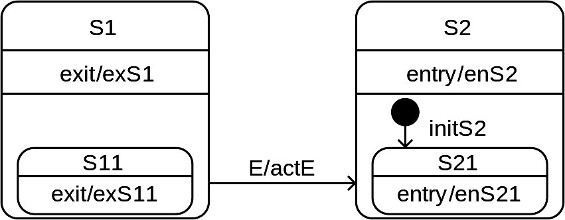 S1
exit/exS1
S11
exit/exS11
E/actE
S2
entry/enS2
initS2
S21
entry/enS21